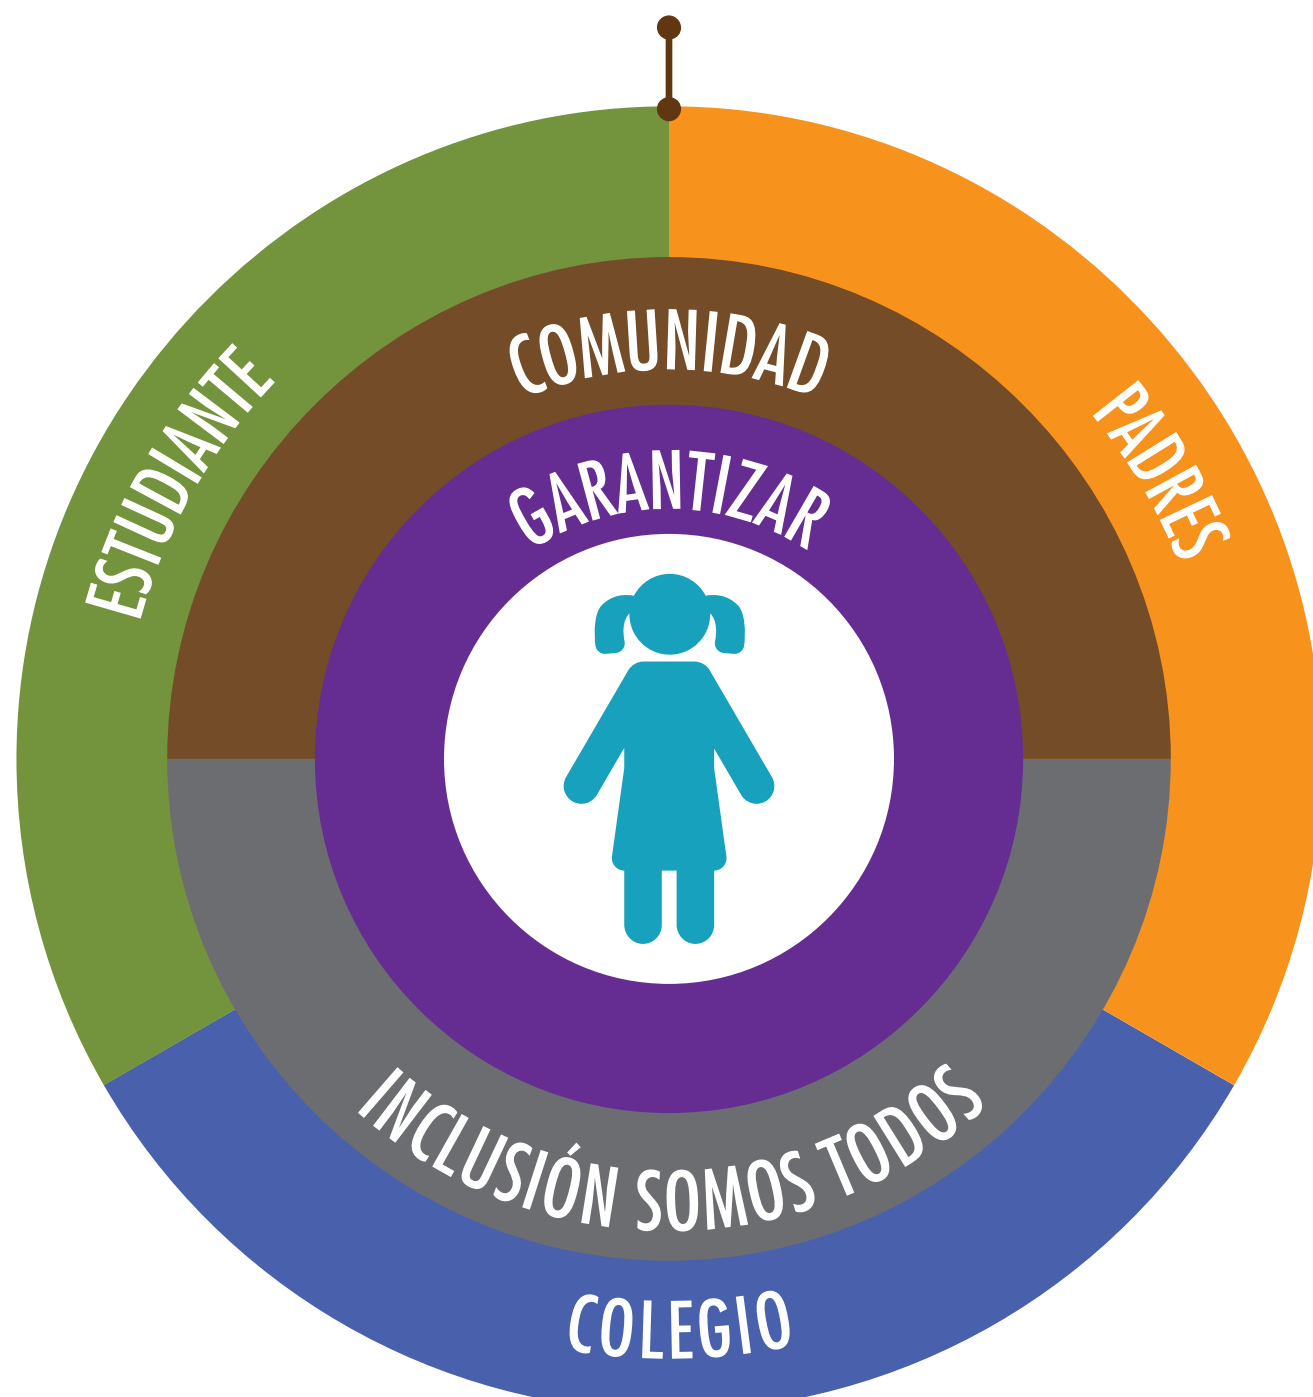 COMUNIDAD
GARANTIZAR
ESTUDIANTE
PADRES
INCLUSIÓN SOMOS TODOS
COLEGIO